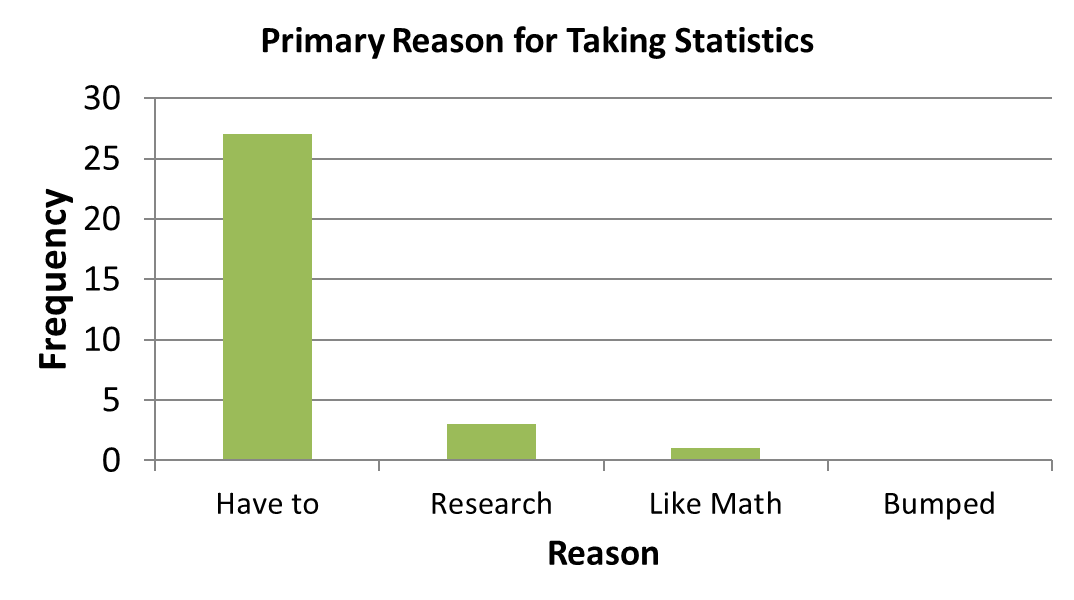 Primary Reason for Taking Statistics
Frequency
30
25
20
15
10
5
0
Have to
Research
Like Math
Bumped
Reason